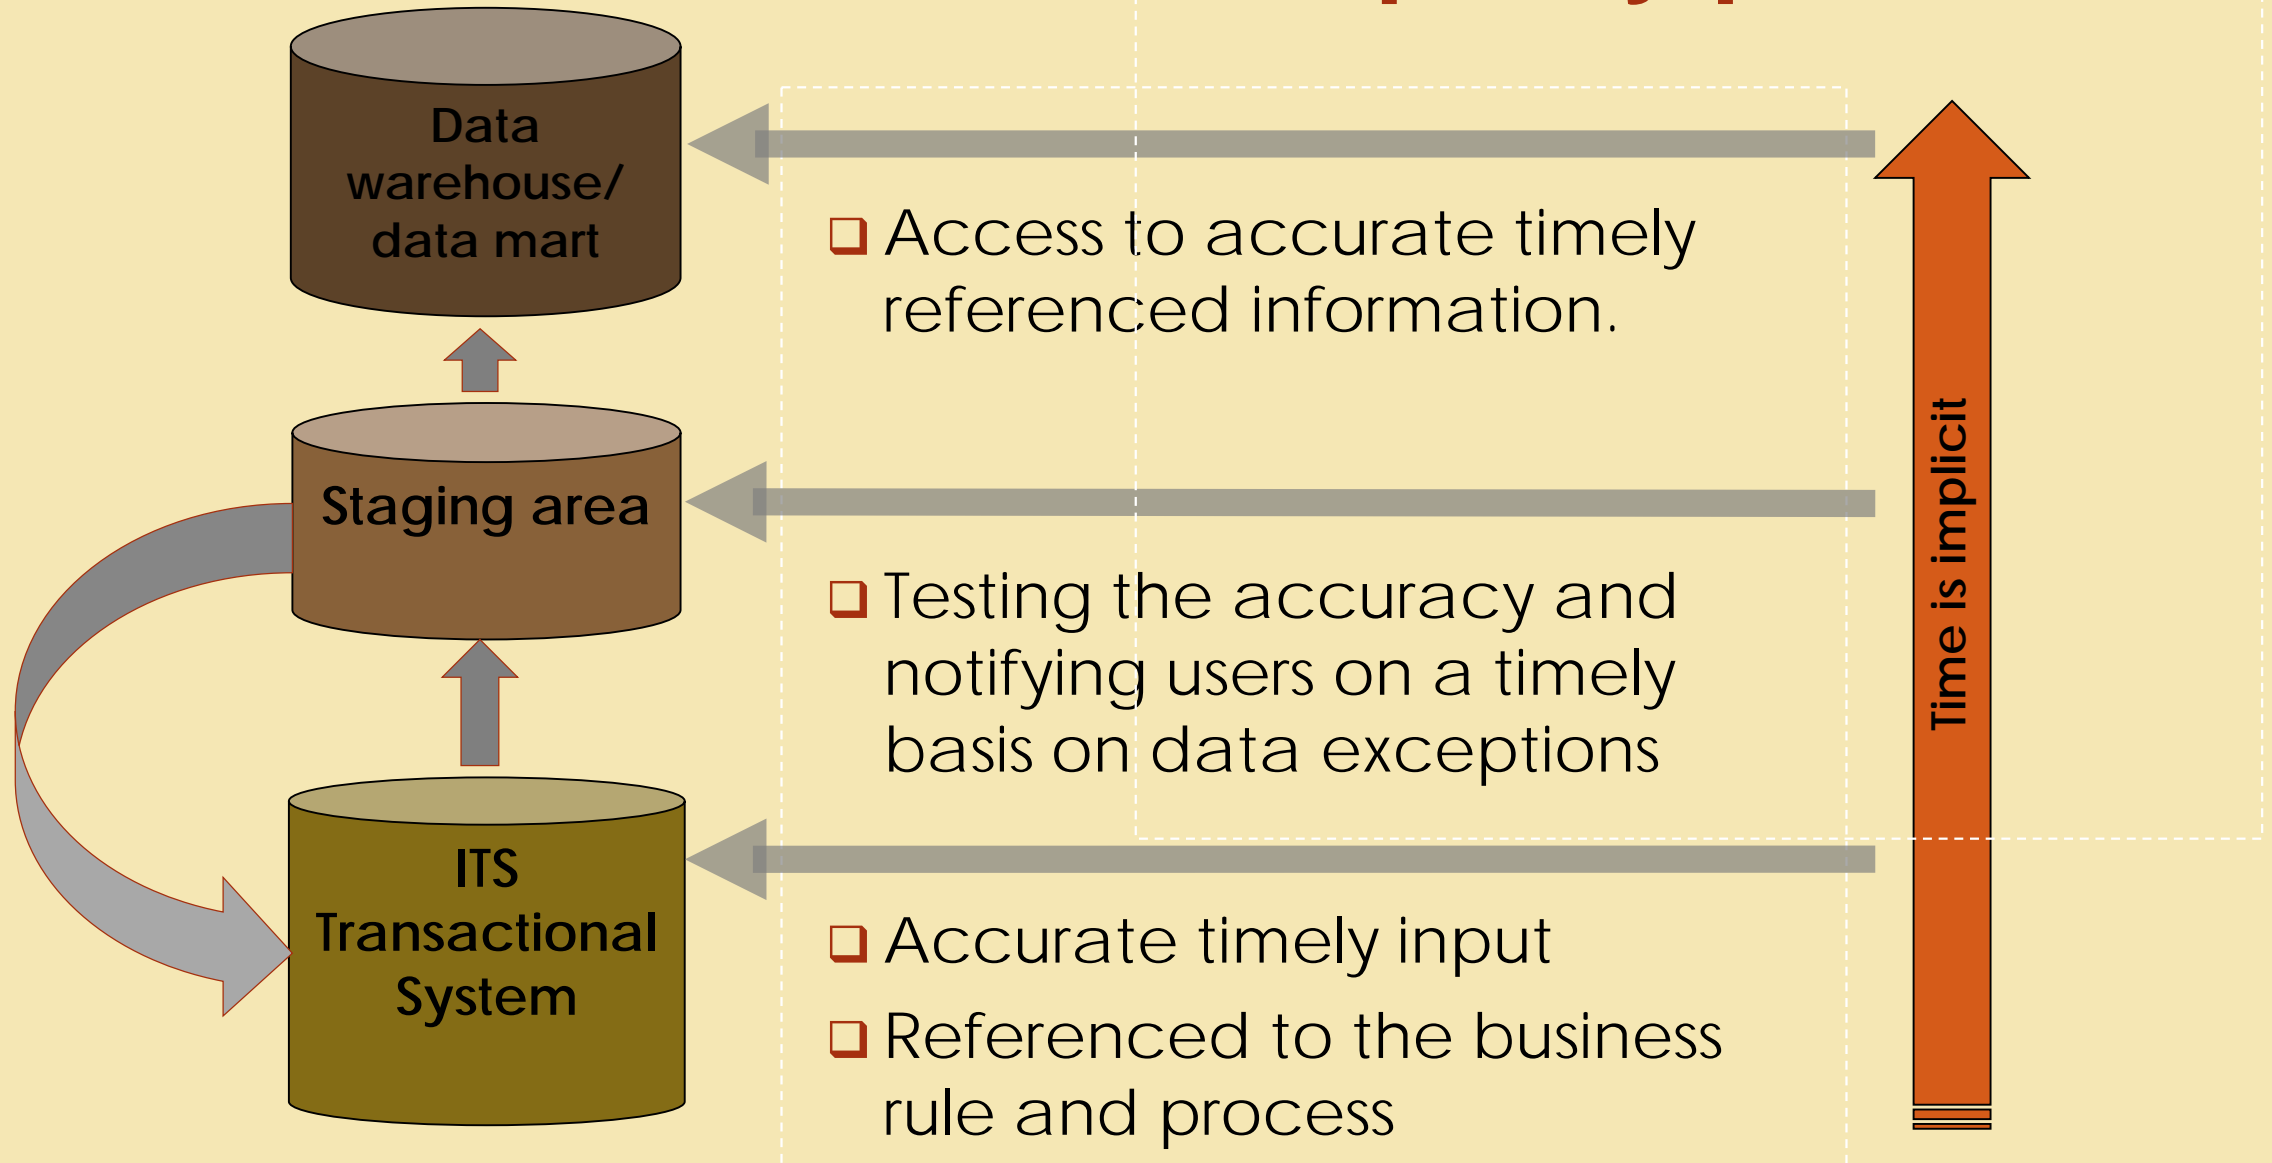 Data
warehouse/
data mart
Access to accurate timely
referenced information.
Staging area
Testing the accuracy and
notifying users on a timely
basis on data exceptions
ITS
Transactional
System
Accurate timely input
Referenced to the business
rule and process
Time is implicit